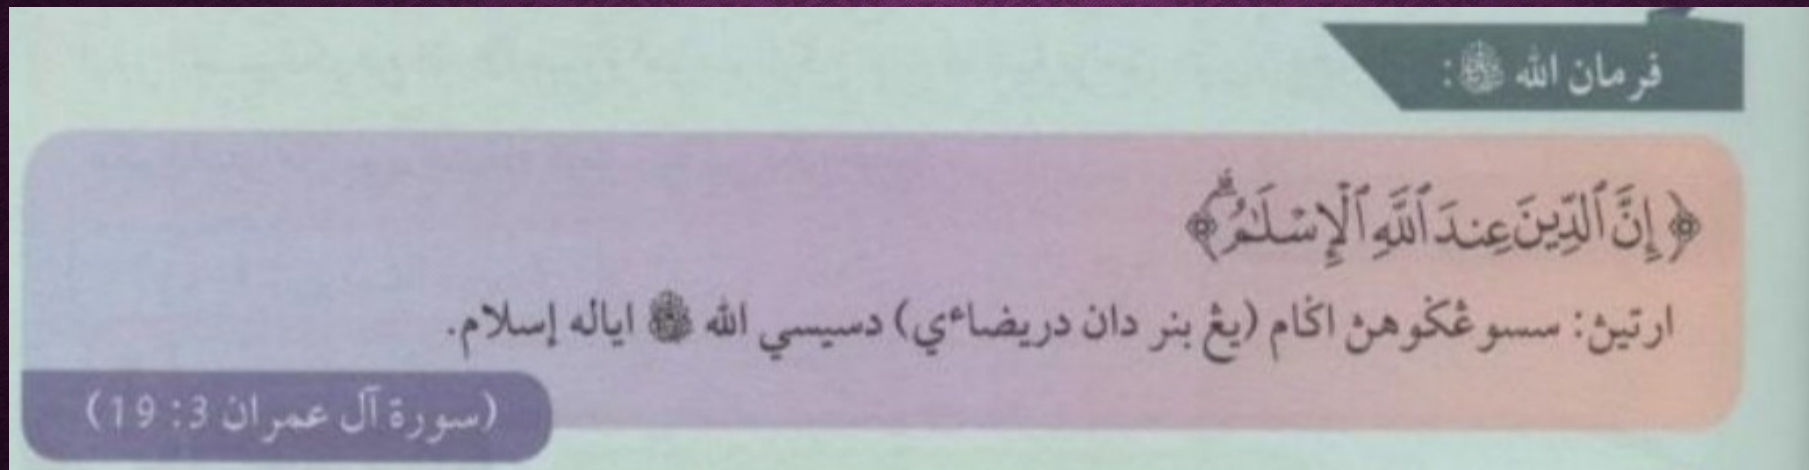 فرمان الله ﷻ:
﴿إِنَّ ٱلدِّينَ عِندَ ٱللَّهِ ٱلْإِسْلَـٰمُ ۗ﴾
ارتيڽ: سسوڠݢوهڽ اݢام (يڠ بنر دان دريضاءي) دسيسي الله ﷻ اياله إسلام.
(سورة آل عمران 3: 19)